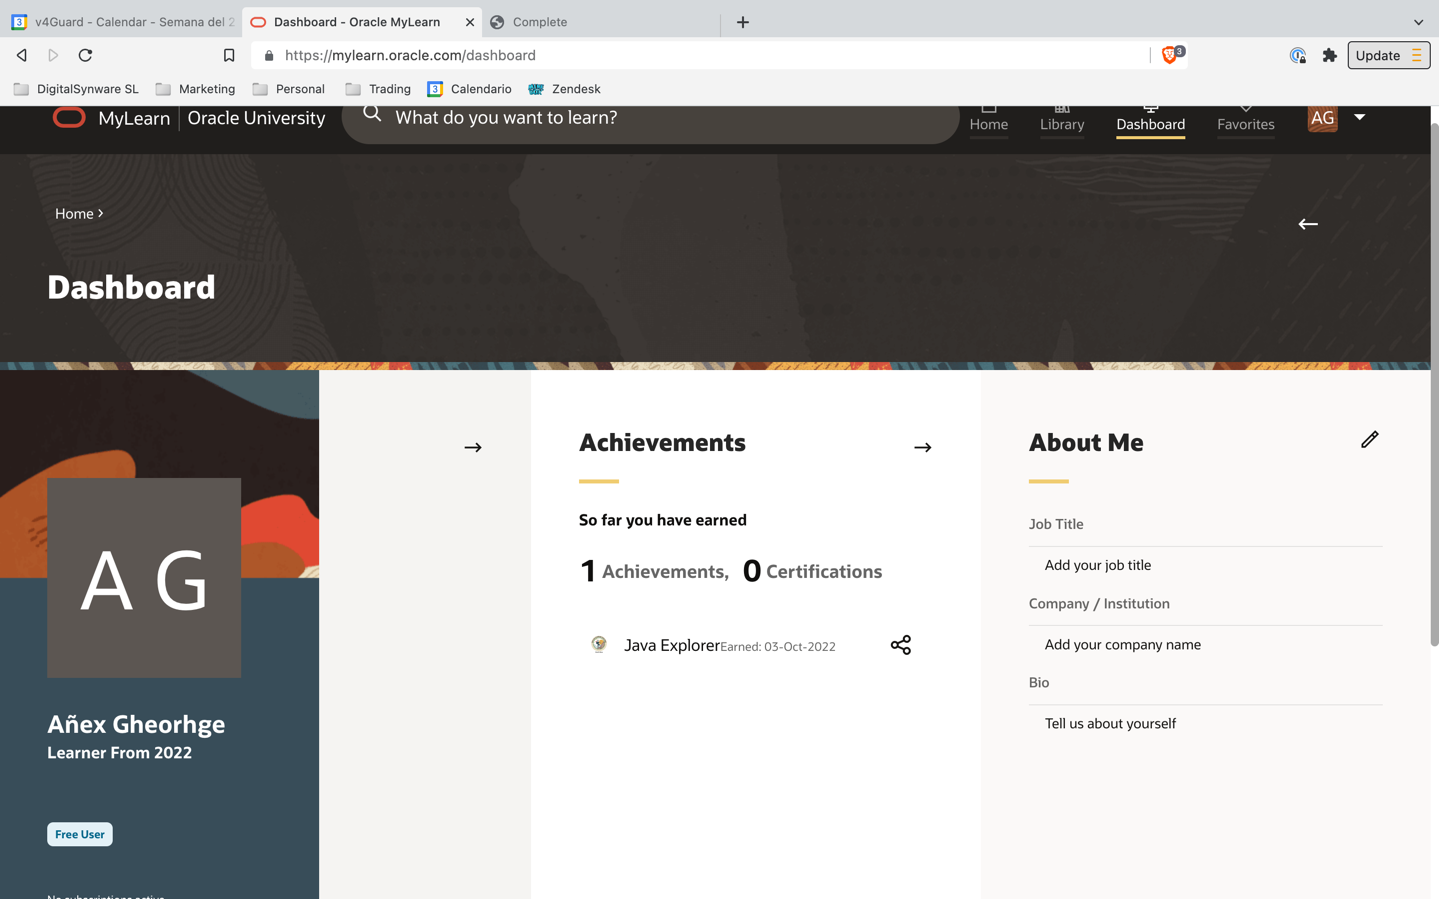 v4Guard - Calendar - Semana del 2
Dashboard - Oracle MyLearn
Complete
https://mylearn.oracle.com/dashboard
3
Update
DigitalSynware SL
Marketing
Personal
Trading
Calendario
Zendesk
MyLearn
Oracle University
What do you want to learn?
Home
Library
Dashboard
Favorites
AG
Home
Dashboard
A G
Añex Gheorhge
Learner From 2022
Free User
No subscriptions active
Achievements
So far you have earned
1 Achievements, 0 Certifications
Java Explorer Earned: 03-Oct-2022
About Me
Job Title
Add your job title
Company / Institution
Add your company name
Bio
Tell us about yourself